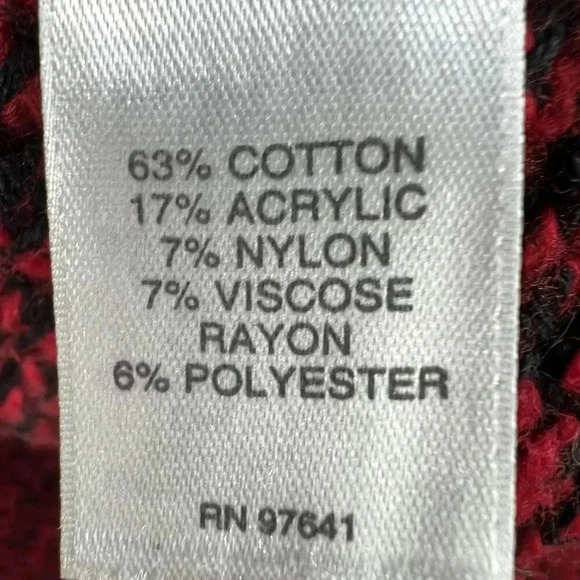 63% COTTON
17% ACRYLIC
7% NYLON
7% VISCOSE
RAYON
6% POLYESTER
RN 97641